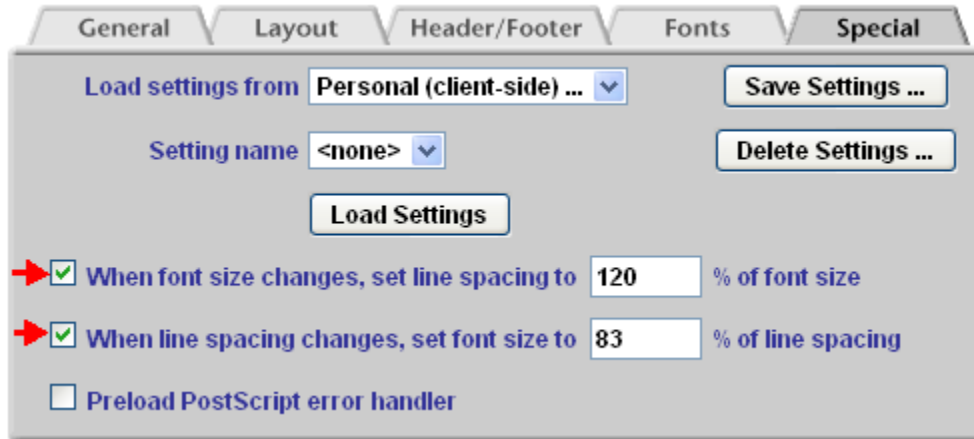 General Layout Header/Footer Fonts Special
Load settings from Personal (client-side) ... Save Settings ...
Setting name <none> Delete Settings ...
Load Settings
When font size changes, set line spacing to 120 % of font size
When line spacing changes, set font size to 83 % of line spacing
Preload PostScript error handler